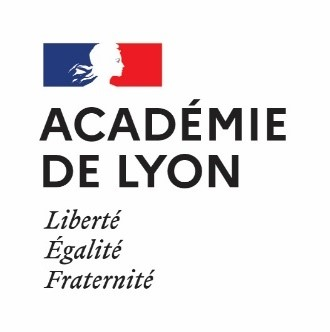 ACADÉMIE
DE LYON
Liberté
Égalité
Fraternité